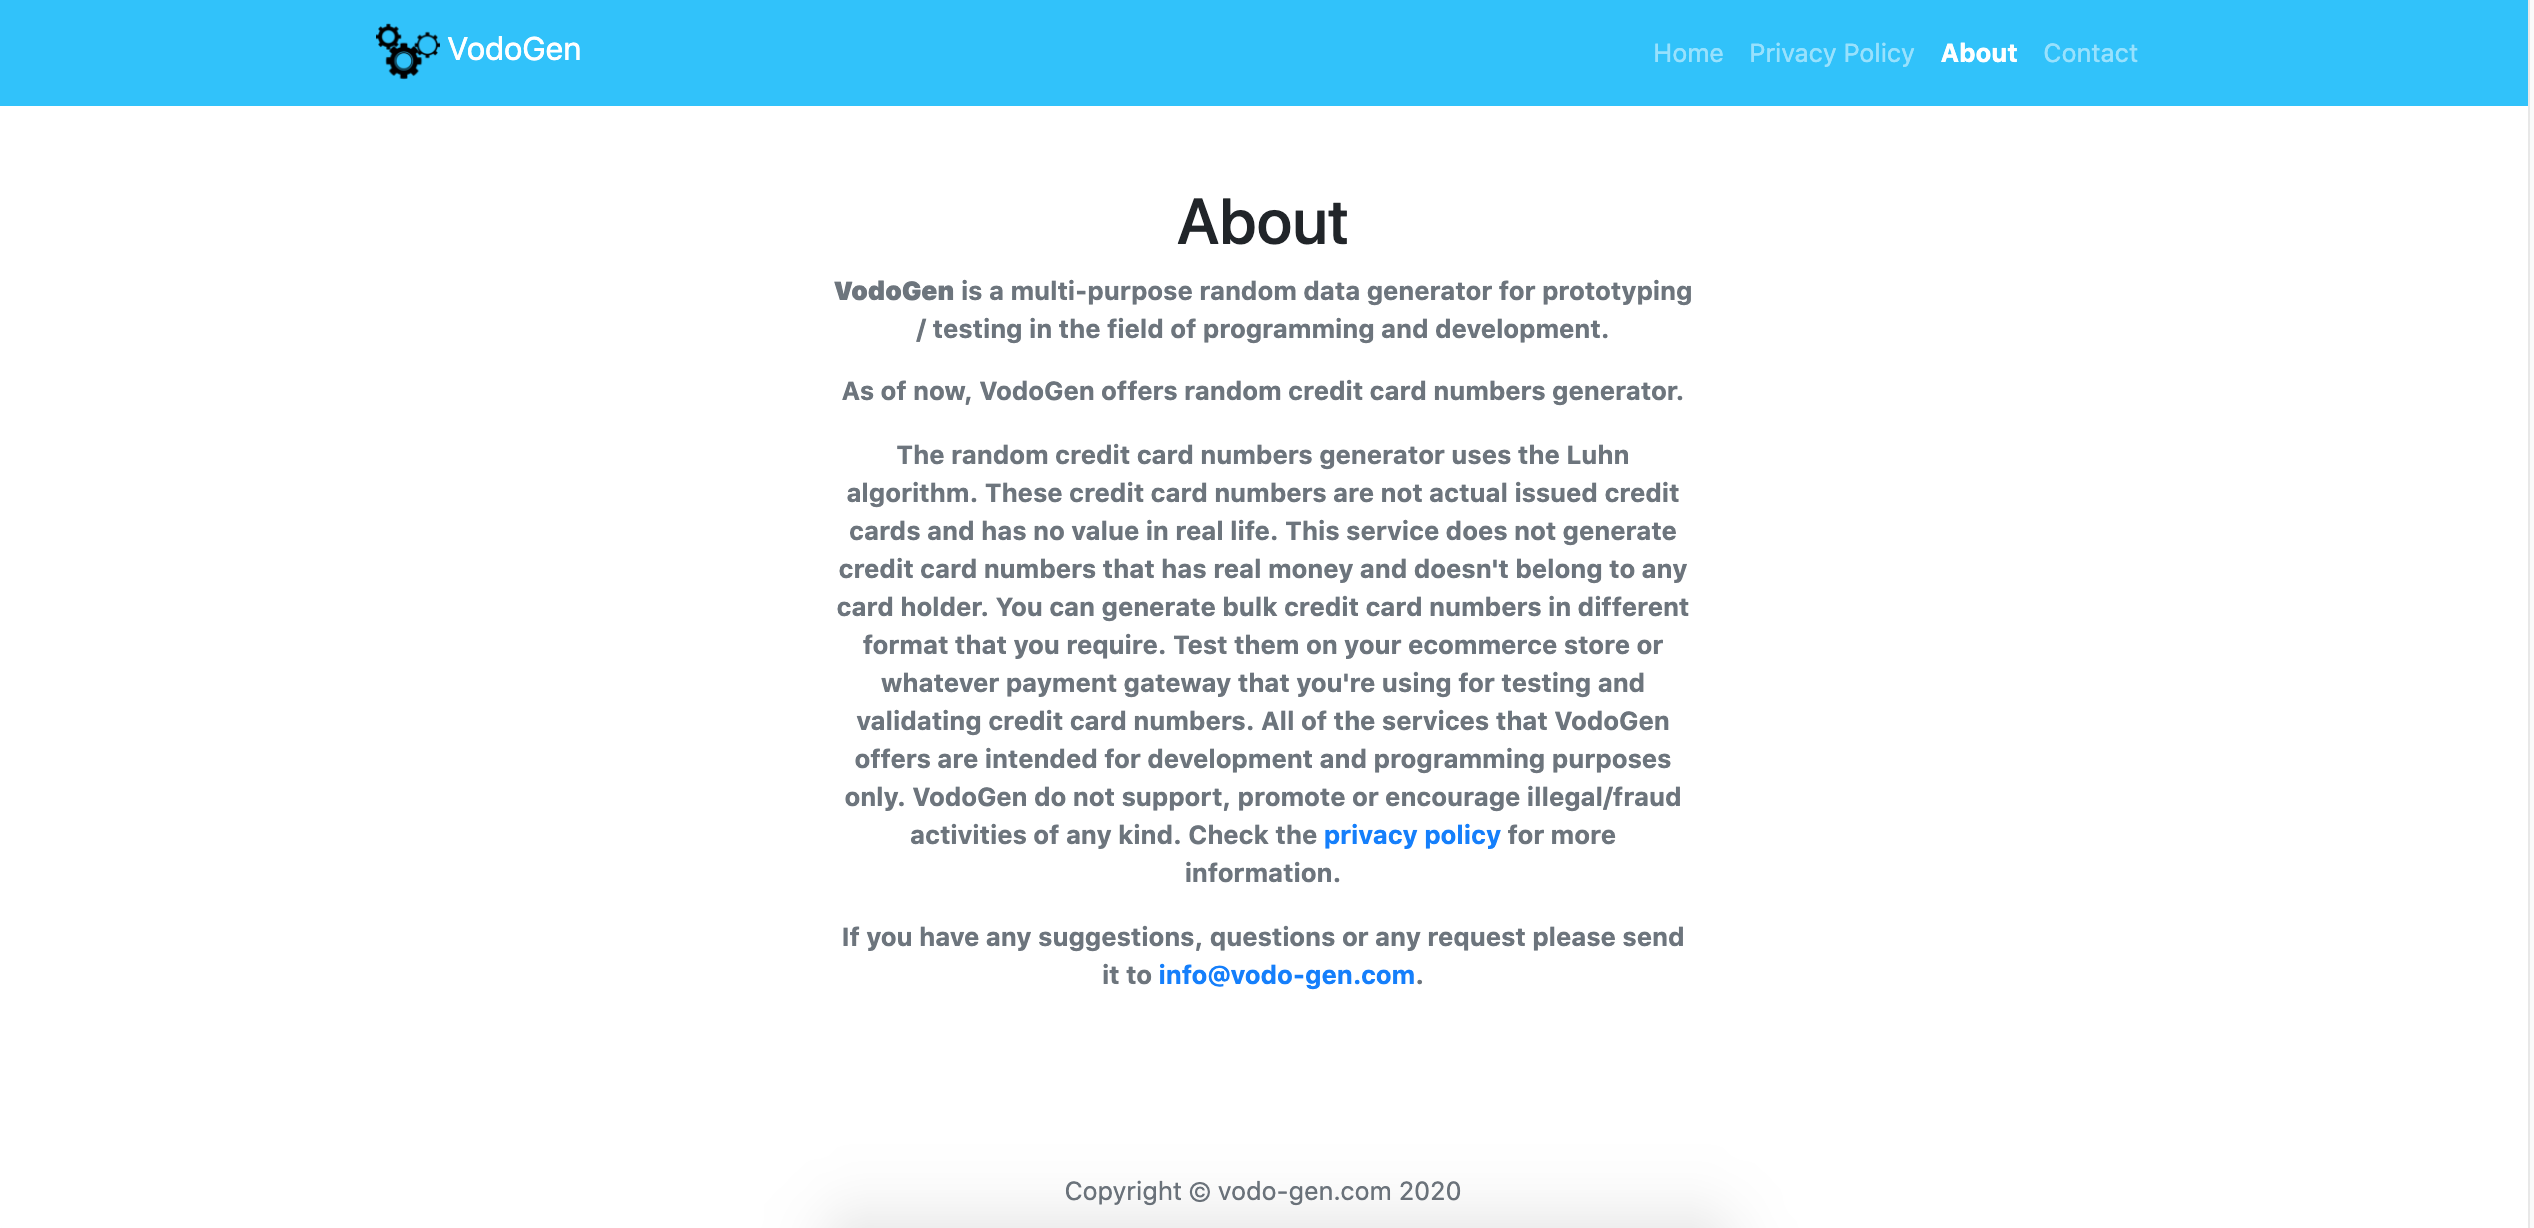 VodoGen
Home Privacy Policy About Contact
About
VodoGen is a multi-purpose random data generator for prototyping
/ testing in the field of programming and development.
As of now, VodoGen offers random credit card numbers generator.
The random credit card numbers generator uses the Luhn
algorithm. These credit card numbers are not actual issued credit
cards and has no value in real life. This service does not generate
credit card numbers that has real money and doesn't belong to any
card holder. You can generate bulk credit card numbers in different
format that you require. Test them on your ecommerce store or
whatever payment gateway that you're using for testing and
validating credit card numbers. All of the services that VodoGen
offers are intended for development and programming purposes
only. VodoGen do not support, promote or encourage illegal/fraud
activities of any kind. Check the privacy policy for more
information.
If you have any suggestions, questions or any request please send
it to info@vodo-gen.com.
Copyright © vodo-gen.com 2020